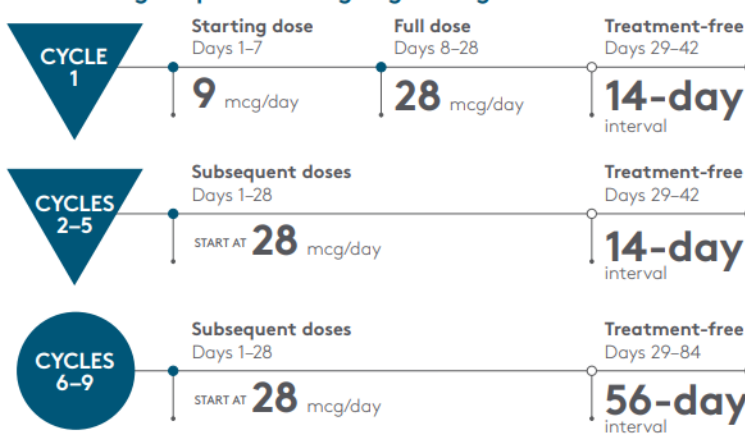 CYCLE
1
Starting dose
Days 1–7
9 mcg/day
Full dose
Days 8–28
28 mcg/day
Treatment-free
Days 29–42
14-day
interval
CYCLES
2–5
Subsequent doses
Days 1–28
START AT 28 mcg/day
Treatment-free
Days 29–42
14-day
interval
CYCLES
6–9
Subsequent doses
Days 1–28
START AT 28 mcg/day
Treatment-free
Days 29–84
56-day
interval